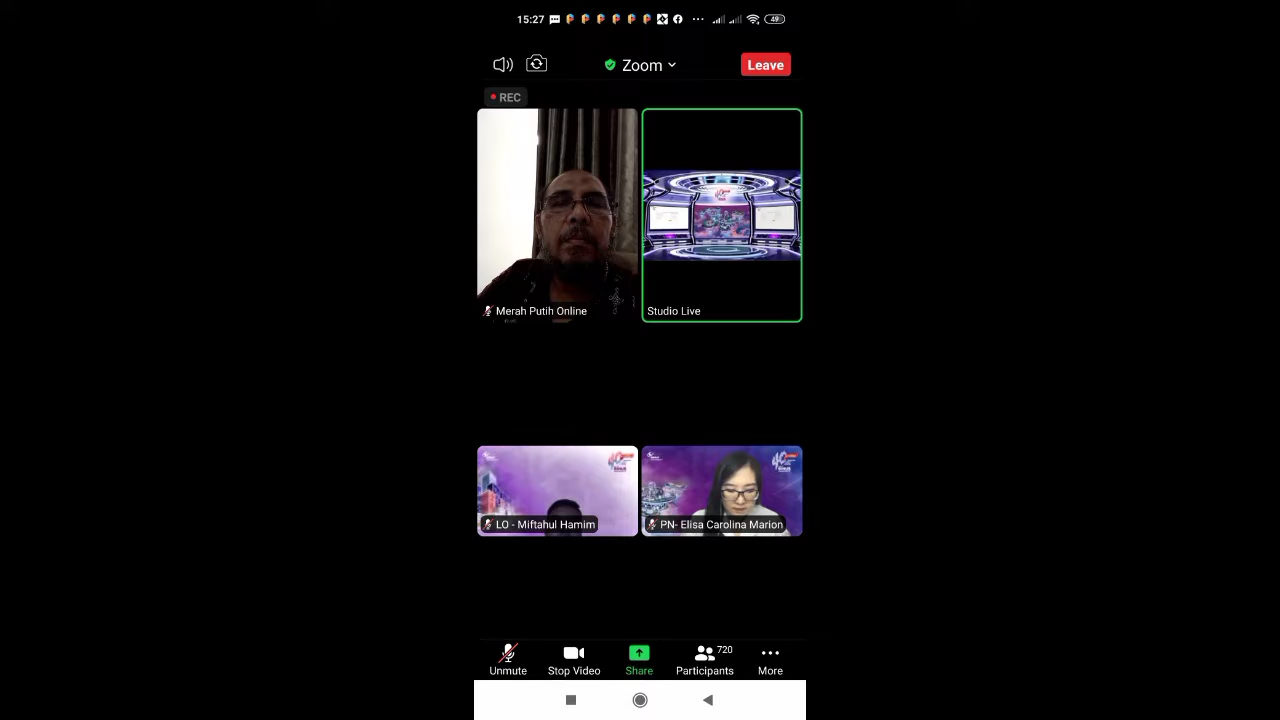 15:27
49
Zoom
Leave
REC
Merah Putih Online
Studio Live
LO - Miftahul Hamim
PN- Elisa Carolina Marion
720
Unmute
Stop Video
Share
Participants
More